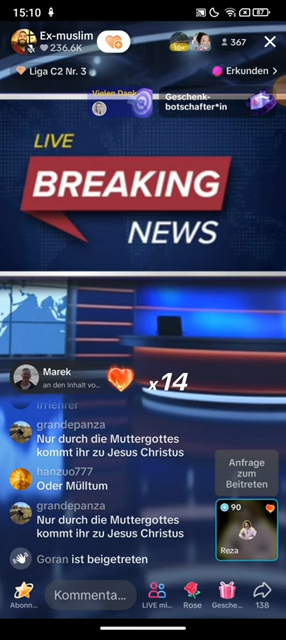 15:10
87
Ex-muslim
236.6K
10+
367
Liga C2 Nr. 3
Erkunden >
Vielen Dank
Geschenk-
botschafter*in
LIVE
BREAKING
NEWS
Marek
an den Inhalt vo...
x14
grandepanza
Nur durch die Muttergottes
kommt ihr zu Jesus Christus
hanzuo777
Oder Mülltum
grandepanza
Nur durch die Muttergottes
kommt ihr zu Jesus Christus
Goran ist beigetreten
Anfrage
zum
Beitreten
90
Reza
Abonn...
Kommenta...
LIVE mi...
Rose
Gesche...
138